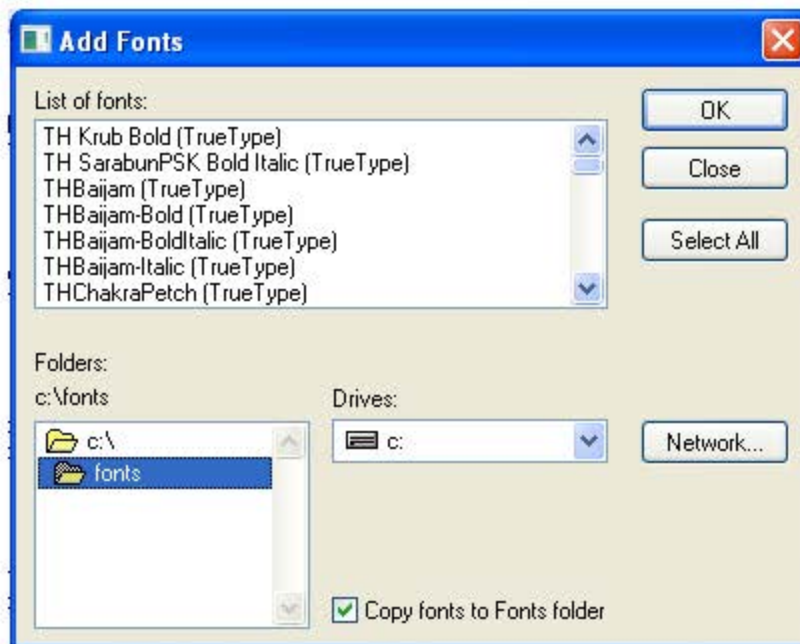 Add Fonts
List of fonts:
TH Krub Bold (TrueType)
TH SarabunPSK Bold Italic (TrueType)
THBaijam (TrueType)
THBaijam-Bold (TrueType)
THBaijam-BoldItalic (TrueType)
THBaijam-Italic (TrueType)
THChakraPetch (TrueType)
OK
Close
Select All
Folders:
c:\fonts
c:\
fonts
Drives:
c:
Network...
Copy fonts to Fonts folder